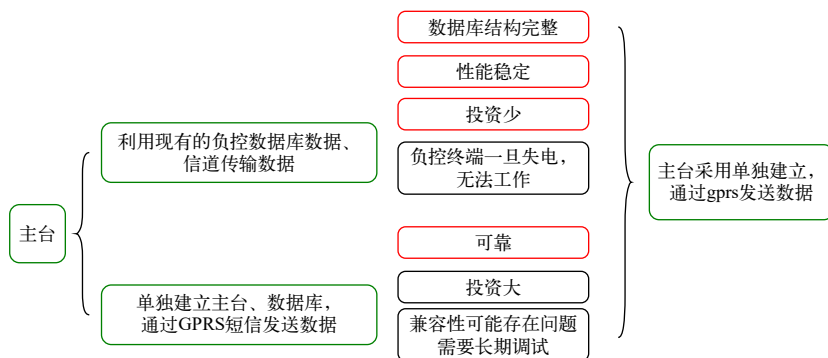 主台
利用现有的负控数据库数据、
信道传输数据
数据库结构完整
性能稳定
投资少
负控终端一旦失电，
无法工作
单独建立主台、数据库，
通过GPRS短信发送数据
可靠
投资大
兼容性可能存在问题
需要长期调试
主台采用单独建立，
通过gprs发送数据